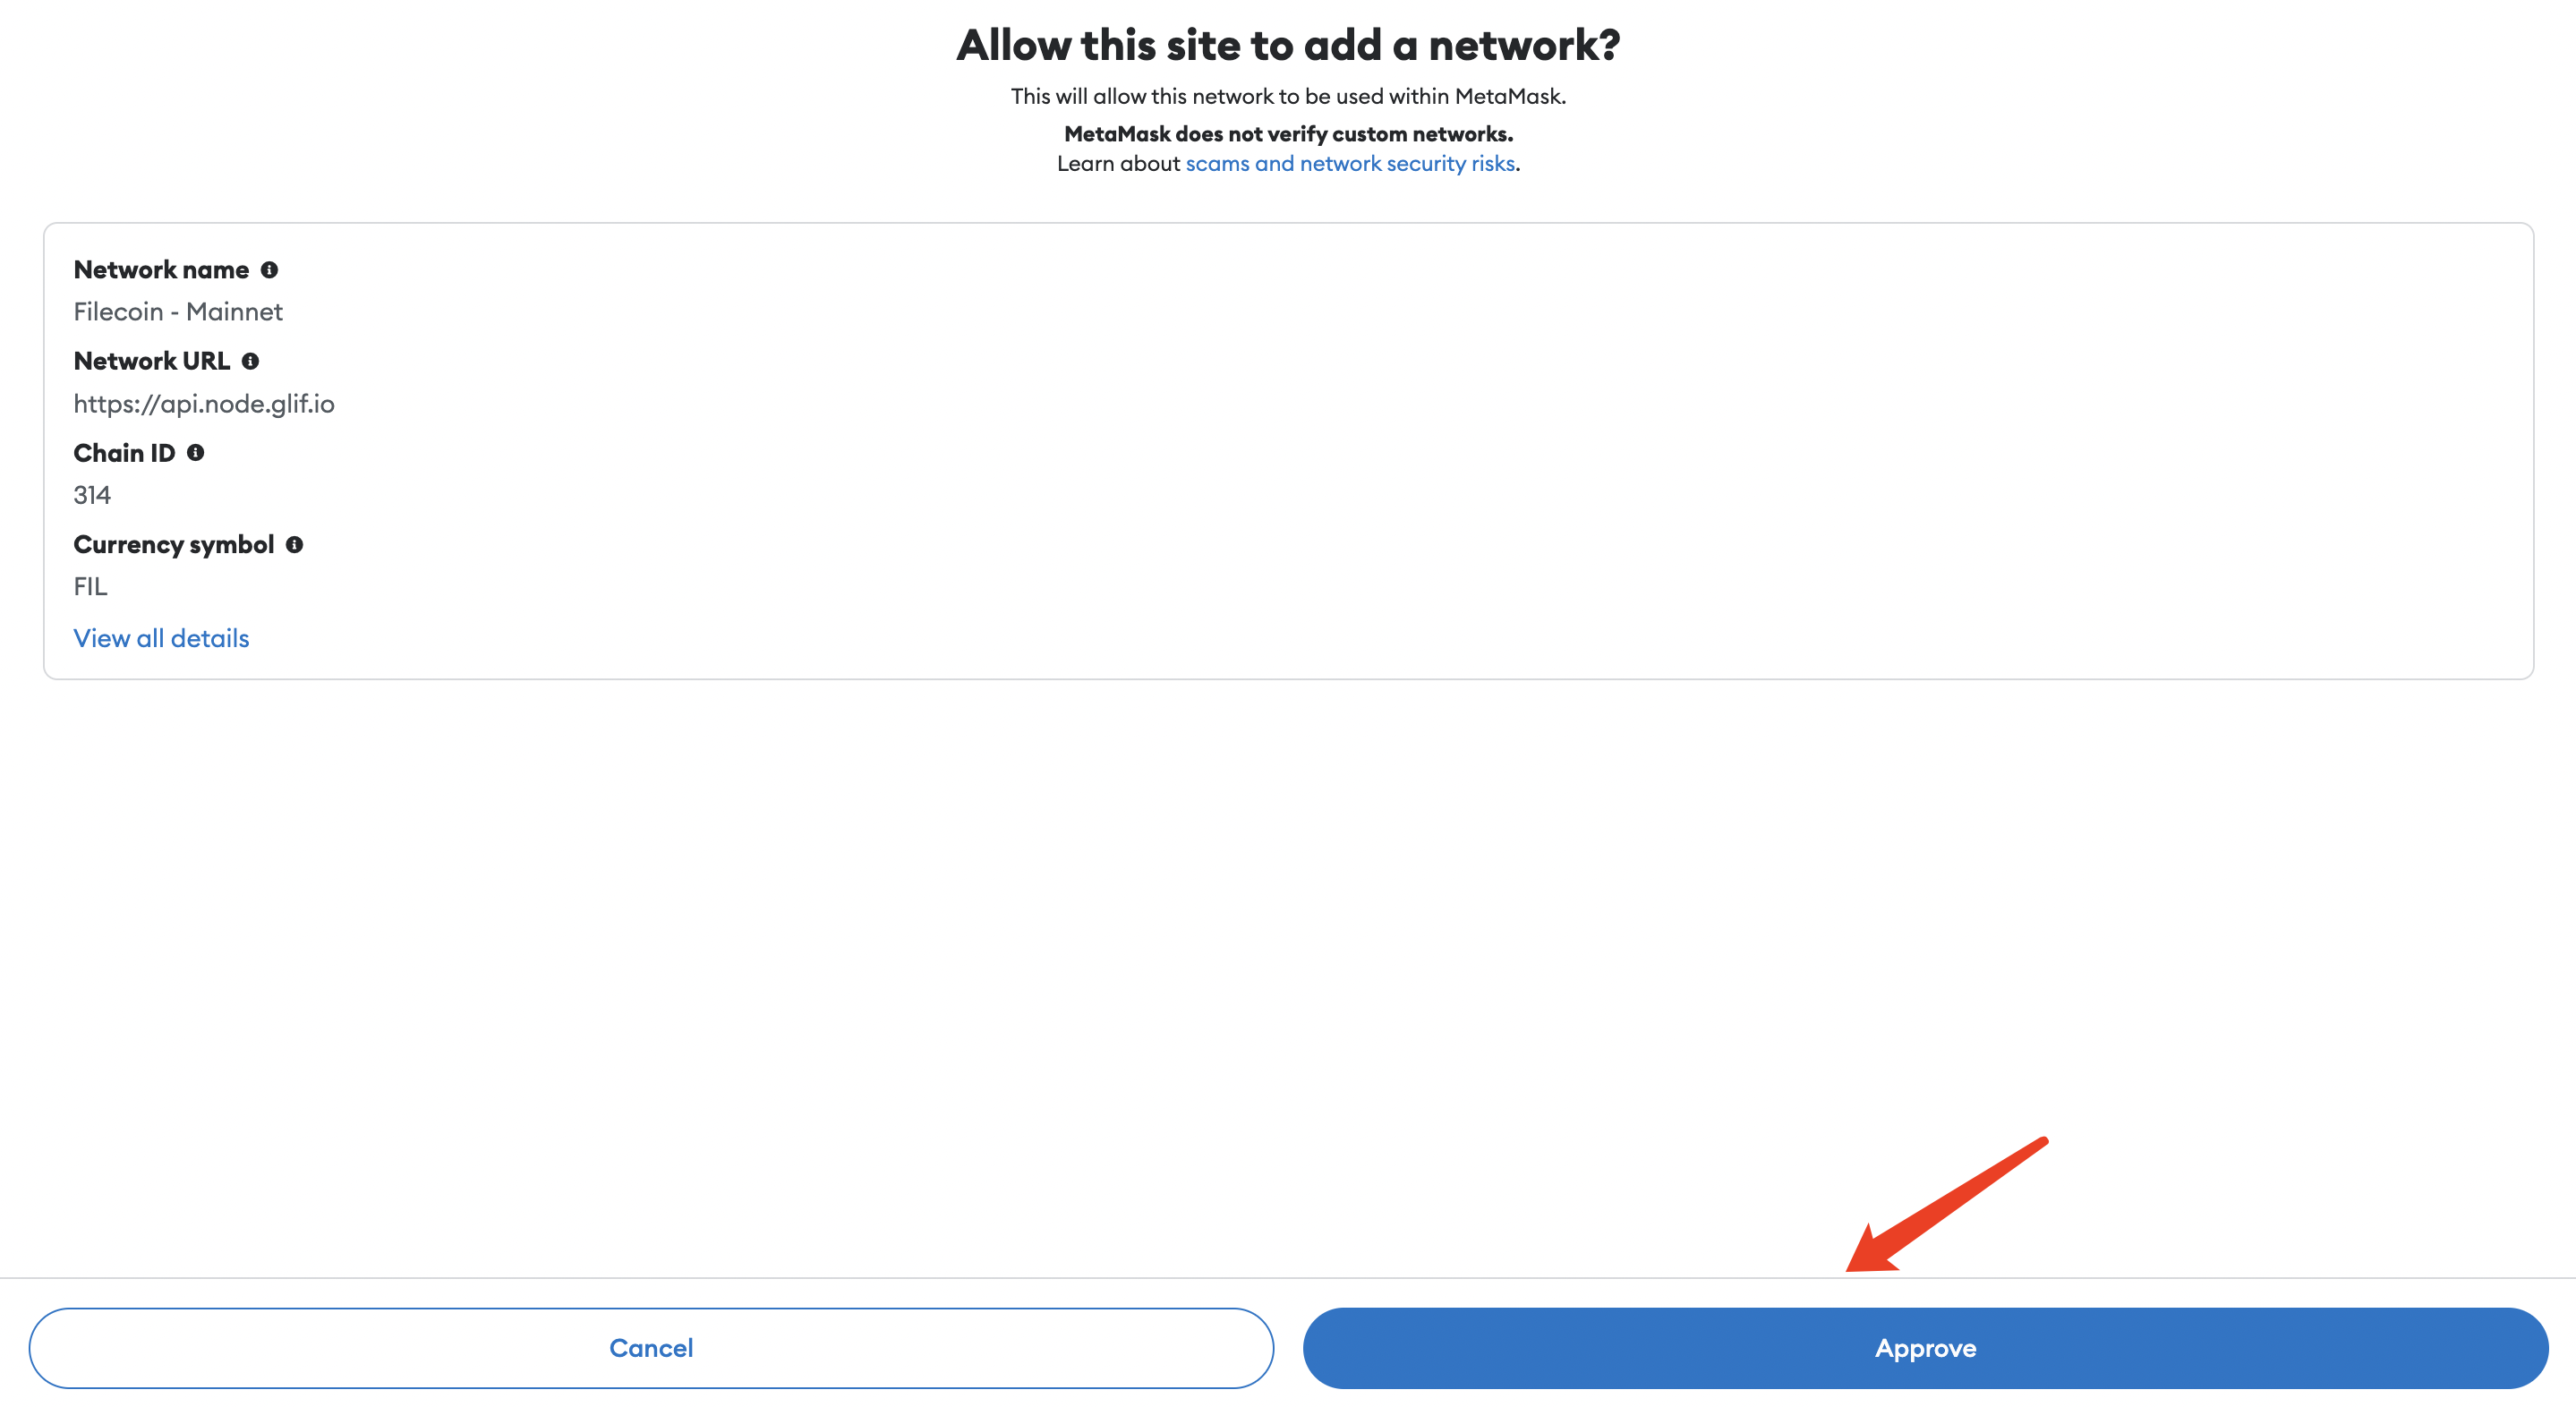 Allow this site to add a network?
This will allow this network to be used within MetaMask.
MetaMask does not verify custom networks.
Learn about scams and network security risks.
Network name
Filecoin - Mainnet
Network URL
https://api.node.glif.io
Chain ID
314
Currency symbol
FIL
View all details
Cancel
Approve